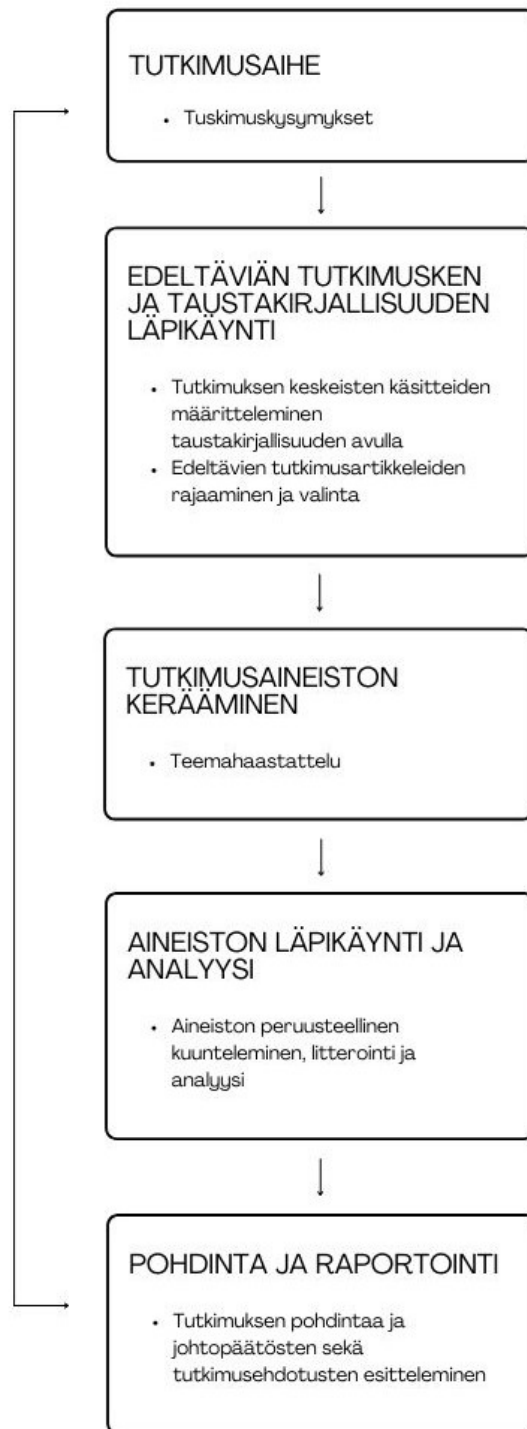 TUTKIMUSAIHE
• Tuskimuskysymykset
EDELTÄVIÄN TUTKIMUSKEN
JA TAUSTAKIRJALLISUUDEN
LÄPIKÄYNTI
• Tutkimuksen keskeisten käsitteiden
määritteleminen
taustakirjallisuuden avulla
• Edeltävien tutkimusartikkeleiden
rajaaminen ja valinta
TUTKIMUSAINEISTON
KERÄÄMINEN
• Teemahaastattelu
AINEISTON LÄPIKÄYNTI JA
ANALYYSI
• Aineiston peruusteellinen
kuunteleminen, litterointi ja
analyysi
POHDINTA JA RAPORTOINTI
• Tutkimuksen pohdintaa ja
johtopäätösten sekä
tutkimusehdotusten esitteleminen